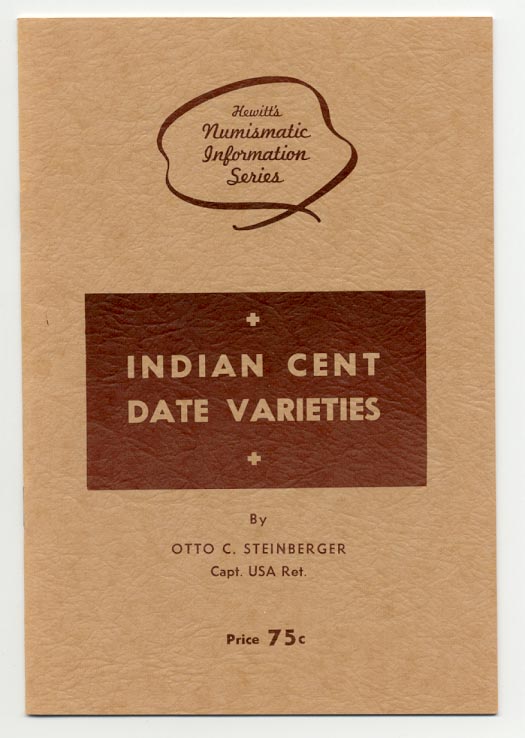 Hewitt's
Numismatic
Information
Series
INDIAN CENT
DATE VARIETIES
By
OTTO C. STEINBERGER
Capt. USA Ret.
Price 75c